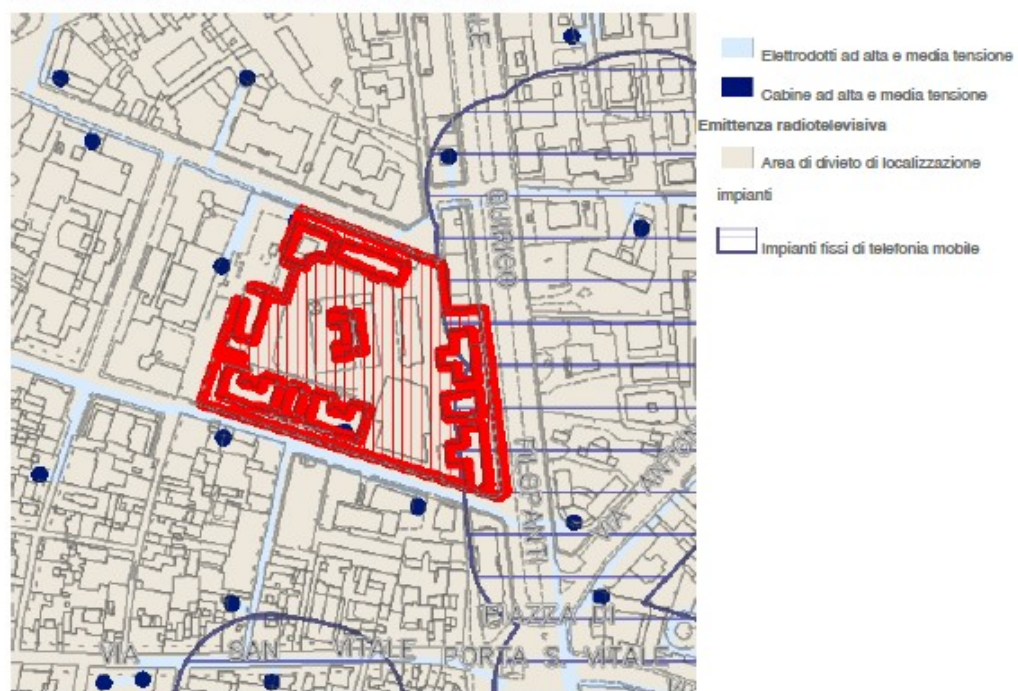 Elettrodotti ad alta e media tensione
Cabine ad alta e media tensione
Emittenza radiotelevisiva
Area di divieto di localizzazione
impianti
Impianti fissi di telefonia mobile
FILOPANTI
VIA
PIAZZA DI
VIA SAN VITALE
PORTA S. VITALE